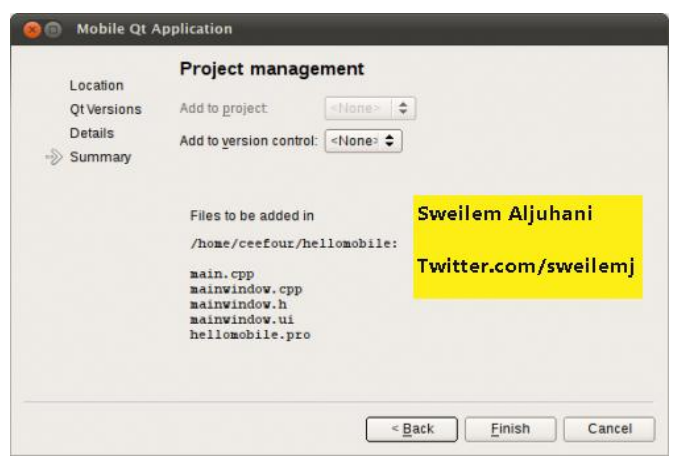 Mobile Qt Application
Location
Qt Versions
Details
Summary
Project management
Add to project:
<None>
Add to version control:
<None>
Files to be added in
/home/ceefour/hellomobile:
main.cpp
mainwindow.cpp
mainwindow.h
mainwindow.ui
hellomobile.pro
Sweilem Aljuhani
Twitter.com/sweilemj
< Back
Finish
Cancel